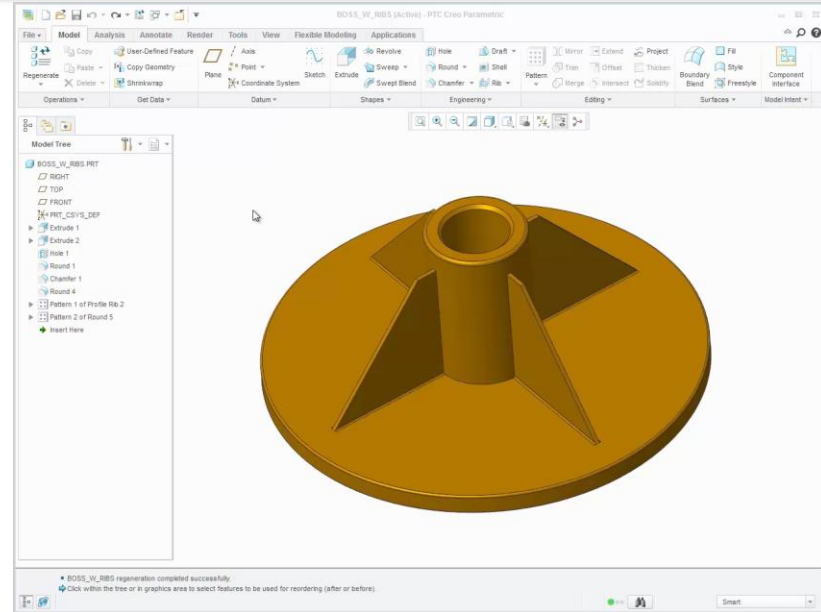 BOSS_W_RIBS (Active) - PTC Creo Parametric
File Model Analysis Annotate Render Tools View Flexible Modeling Applications
Copy User-Defined Feature Axis Revolve Hole Draft Mirror Extend Project Fill
Paste Copy Geometry Point Sweep Round Shell Trim Offset Thicken Style
Regenerate Delete Shrinkwrap Plane Coordinate System Sketch Extrude Swept Blend Chamfer Rib Pattern Merge Intersect Solidify Boundary Blend Freestyle Component Interface
Operations Get Data Datum Shapes Engineering Editing Surfaces Model Intent
Model Tree
BOSS_W_RIBS.PRT
RIGHT
TOP
FRONT
PRT_CSYS_DEF
Extrude 1
Extrude 2
Hole 1
Round 1
Chamfer 1
Round 4
Pattern 1 of Profile Rib 2
Pattern 2 of Round 5
Insert Here
BOSS_W_RIBS regeneration completed successfully.
Click within the tree or in graphics area to select features to be used for reordering (after or before).
Smart